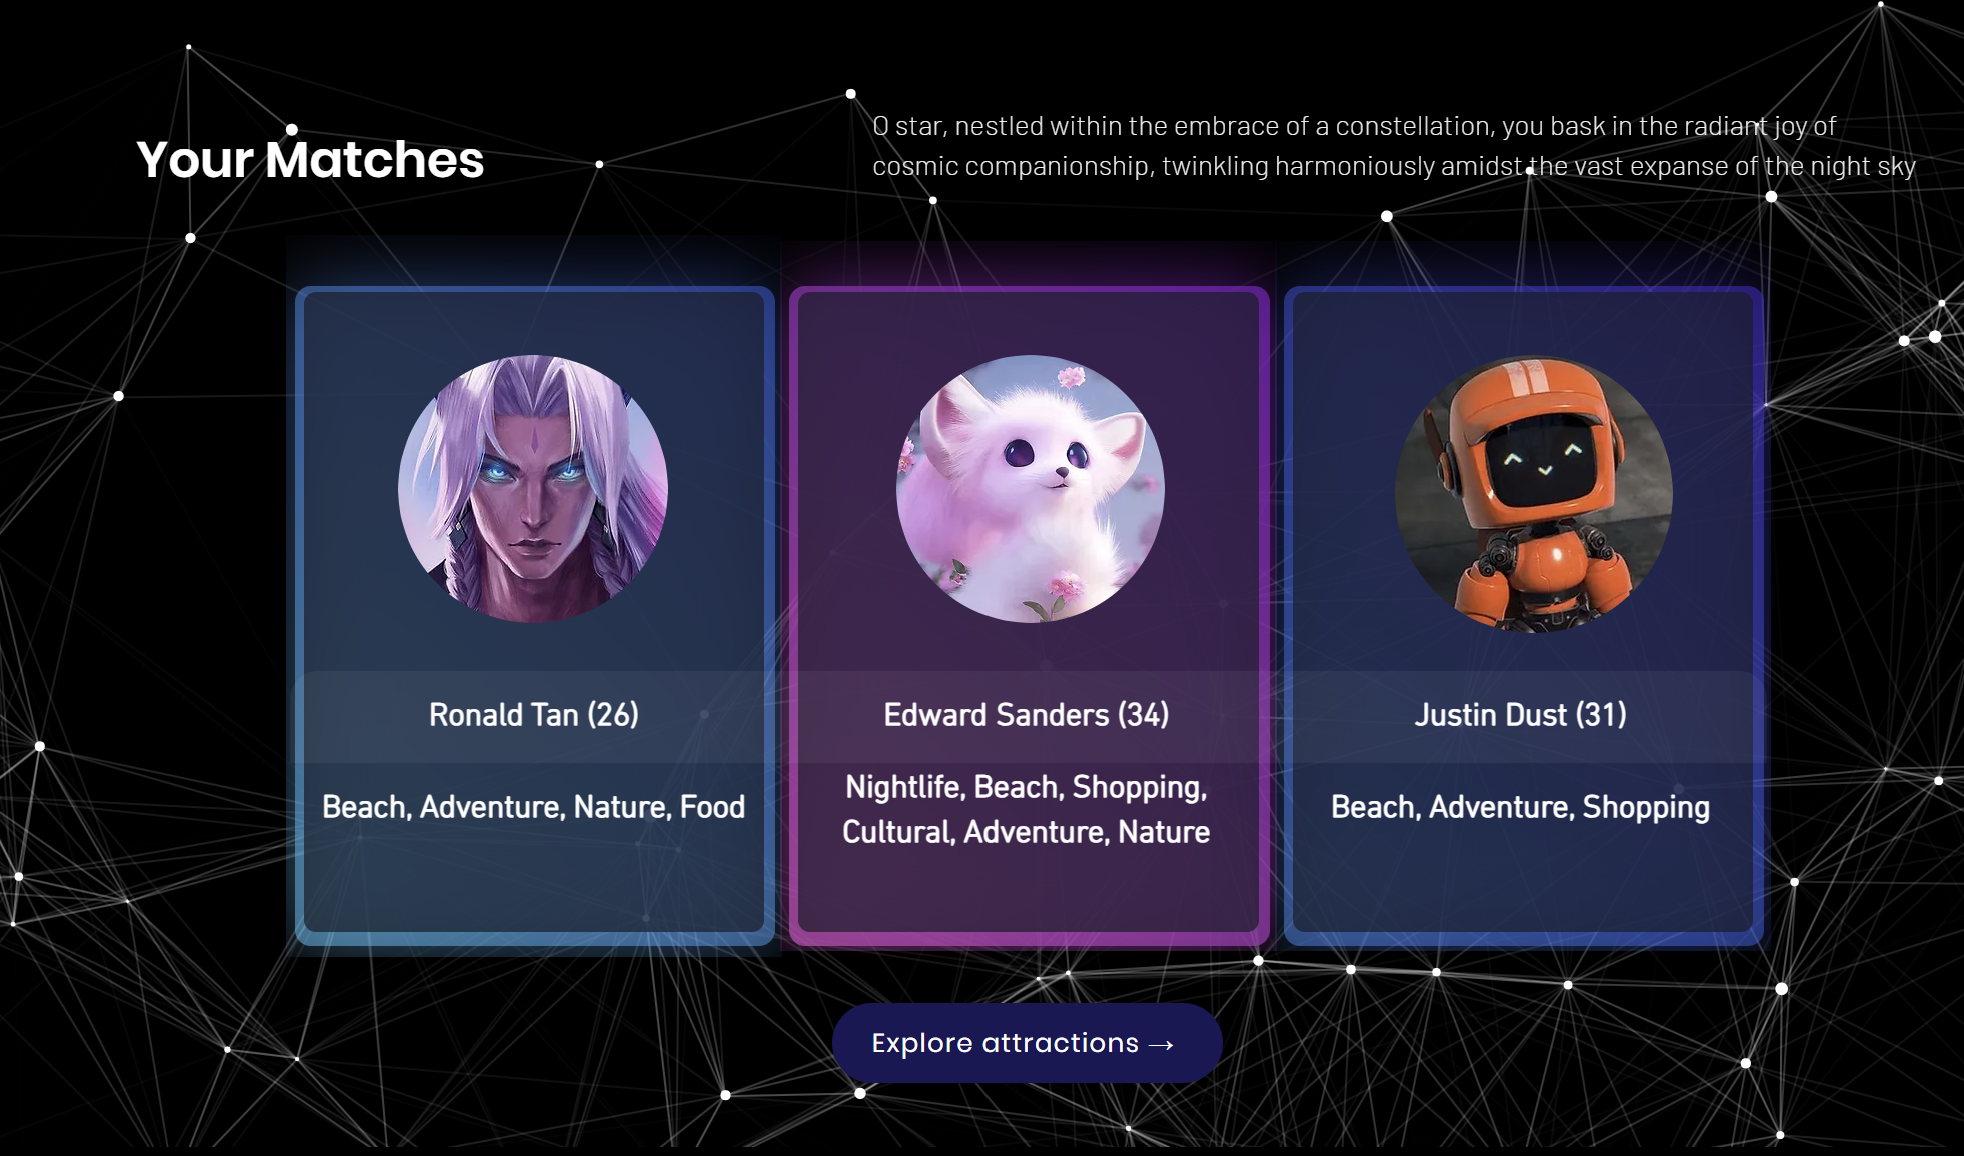 Your Matches
O star, nestled within the embrace of a constellation, you bask in the radiant joy of
cosmic companionship, twinkling harmoniously amidst the vast expanse of the night sky
Ronald Tan (26)
Beach, Adventure, Nature, Food
Edward Sanders (34)
Nightlife, Beach, Shopping,
Cultural, Adventure, Nature
Justin Dust (31)
Beach, Adventure, Shopping
Explore attractions →